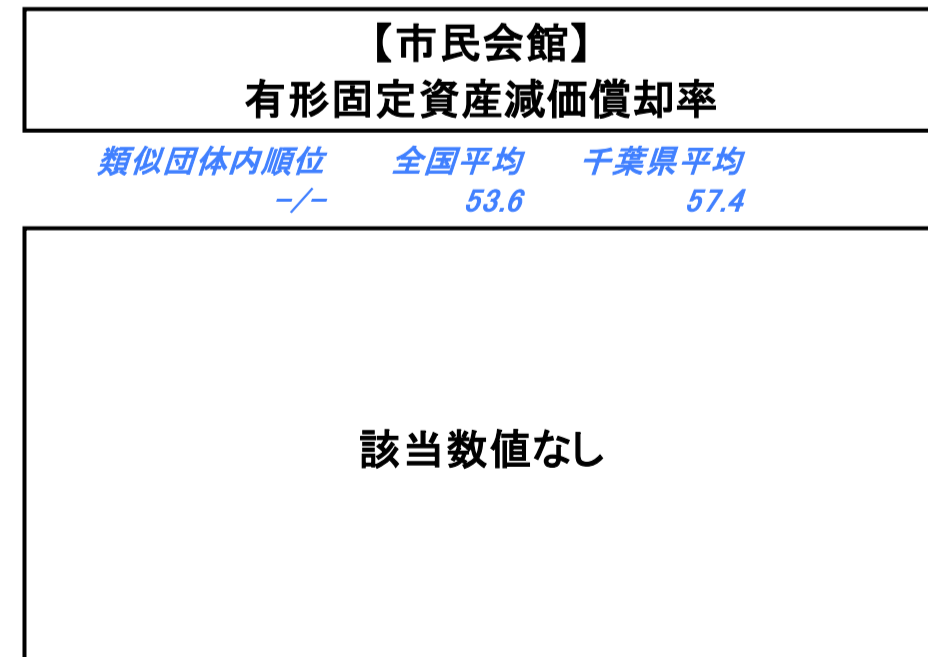 【市民会館】
有形固定資産減価償却率
類似団体内順位 全国平均 千葉県平均
-/- 53.6 57.4
該当数値なし